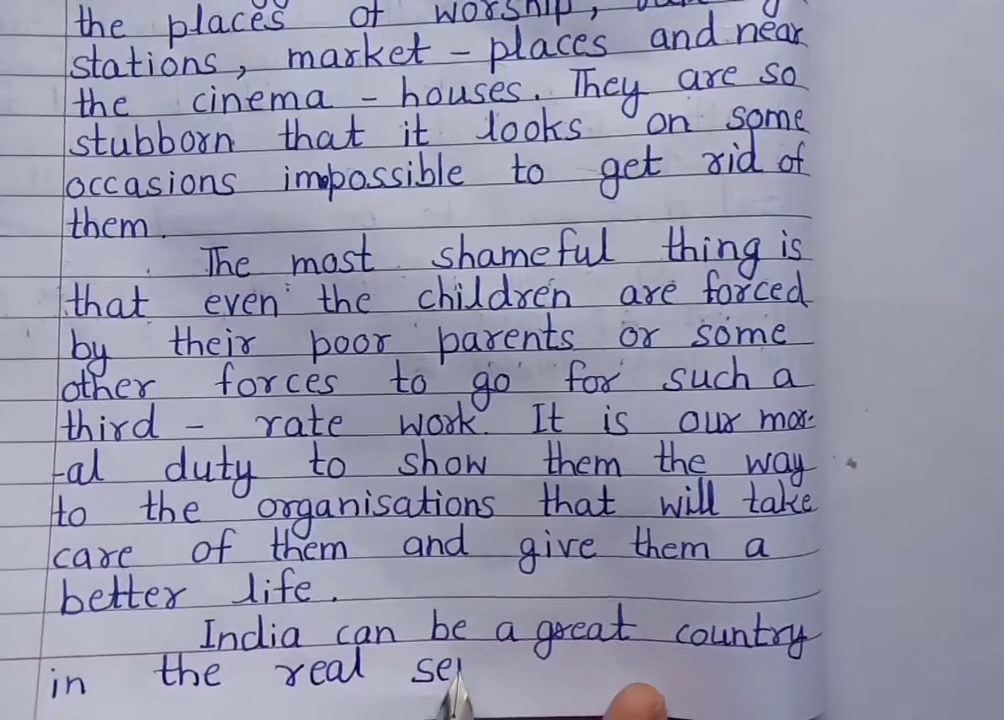 the places of worship,
stations, market - places and near
the cinema - houses. They are so
stubborn that it looks on some
occasions impossible to get rid of
them.
The most shameful thing is
that even the children are forced
by their poor parents or some
other forces to go for such a
third - rate work. It is our mor-
-al duty to show them the way
to the organisations that will take
care of them and give them a
better life.
India can be a great country
in the real se